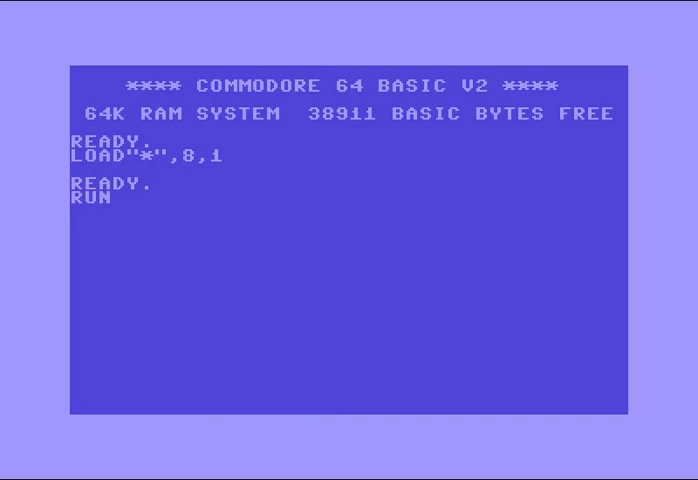 **** COMMODORE 64 BASIC V2 ****
64K RAM SYSTEM  38911 BASIC BYTES FREE
READY.
LOAD"*",8,1
READY.
RUN